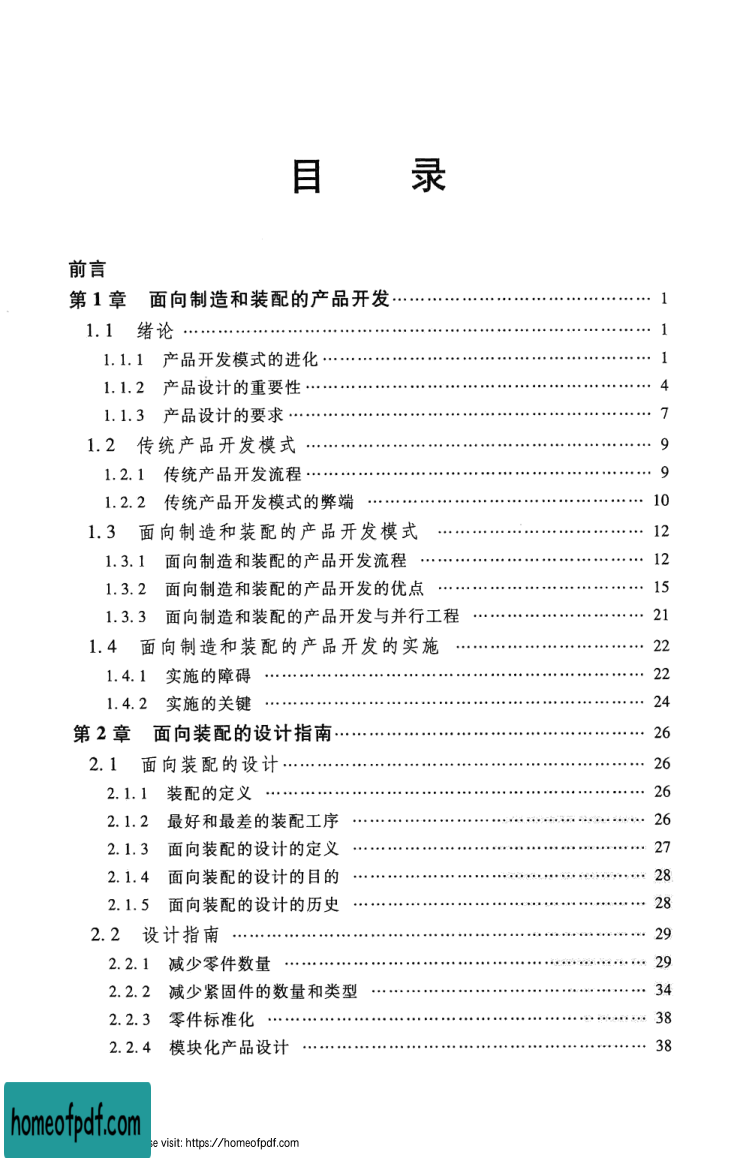 目 录
前言
第1章 面向制造和装配的产品开发…………………………………… 1
1.1 绪论………………………………………………………… 1
1.1.1 产品开发模式的进化……………………………………… 1
1.1.2 产品设计的重要性………………………………………… 4
1.1.3 产品设计的要求…………………………………………… 7
1.2 传统产品开发模式…………………………………………… 9
1.2.1 传统产品开发流程………………………………………… 9
1.2.2 传统产品开发模式的弊端………………………………… 10
1.3 面向制造和装配的产品开发模式…………………………… 12
1.3.1 面向制造和装配的产品开发流程………………………… 12
1.3.2 面向制造和装配的产品开发的优点……………………… 15
1.3.3 面向制造和装配的产品开发与并行工程………………… 21
1.4 面向制造和装配的产品开发的实施………………………… 22
1.4.1 实施的障碍………………………………………………… 22
1.4.2 实施的关键………………………………………………… 24
第2章 面向装配的设计指南………………………………………… 26
2.1 面向装配的设计……………………………………………… 26
2.1.1 装配的定义………………………………………………… 26
2.1.2 最好和最差的装配工序…………………………………… 26
2.1.3 面向装配的设计的定义…………………………………… 27
2.1.4 面向装配的设计的目的…………………………………… 28
2.1.5 面向装配的设计的历史…………………………………… 28
2.2 设计指南……………………………………………………… 29
2.2.1 减少零件数量……………………………………………… 29
2.2.2 减少紧固件的数量和类型………………………………… 34
2.2.3 零件标准化………………………………………………… 38
2.2.4 模块化产品设计…………………………………………… 38
homeofpdf.com
se visit: https://homeofpdf.com